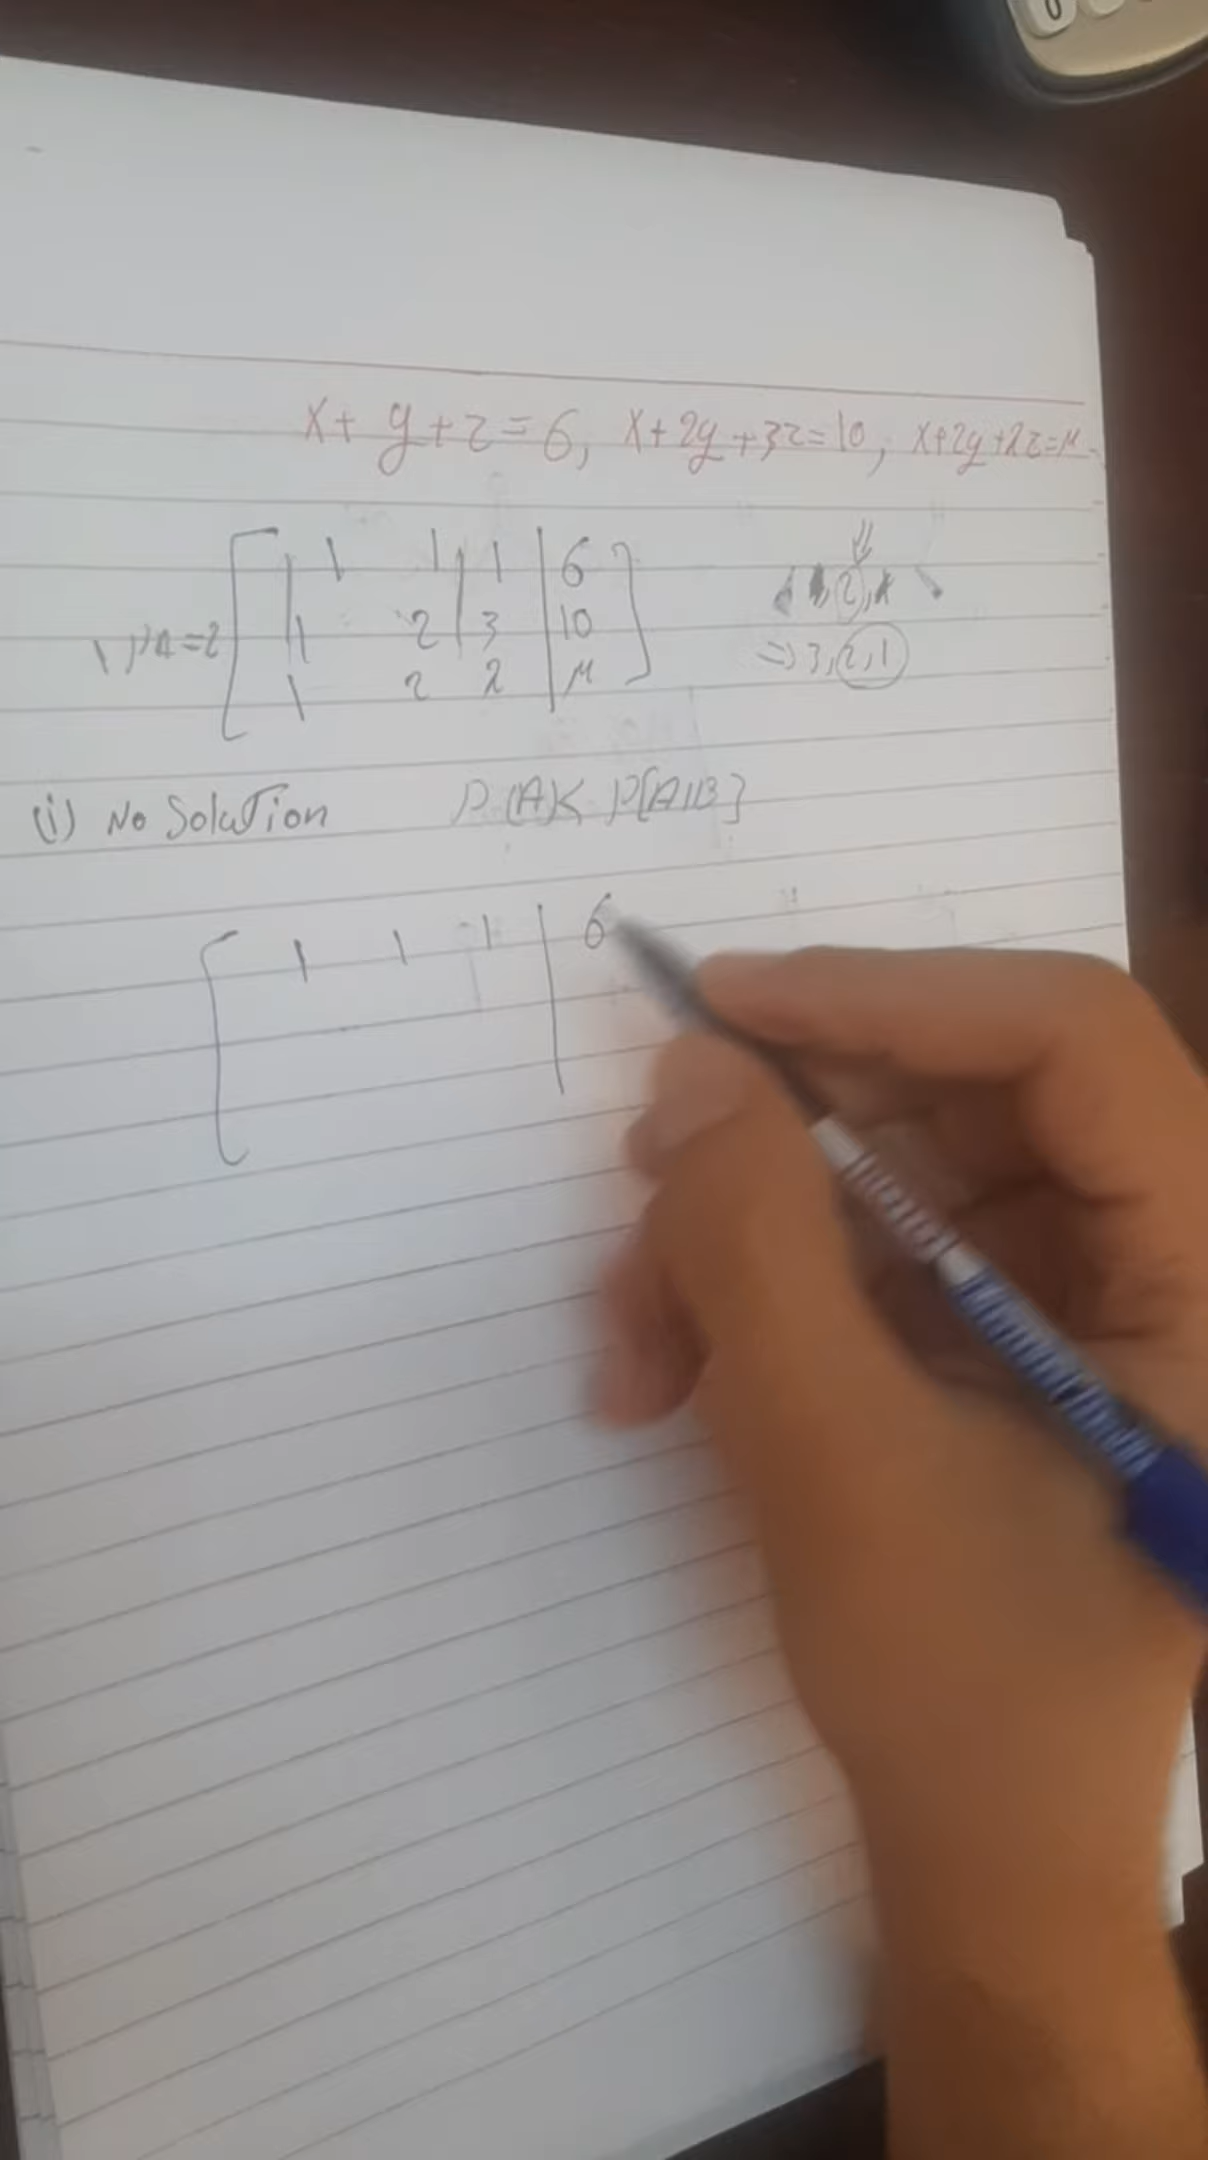 x + y + z = 6, x + 2y + 3z = 10, x + 2y + λz = μ.
[ 1 1 1 | 6 ]
1 2 3 | 10
1 2 λ | μ
⇒ 3, 2, 1
(i) No Solution ρ[A] < ρ[A|B]
[ 1 1 1 | 6